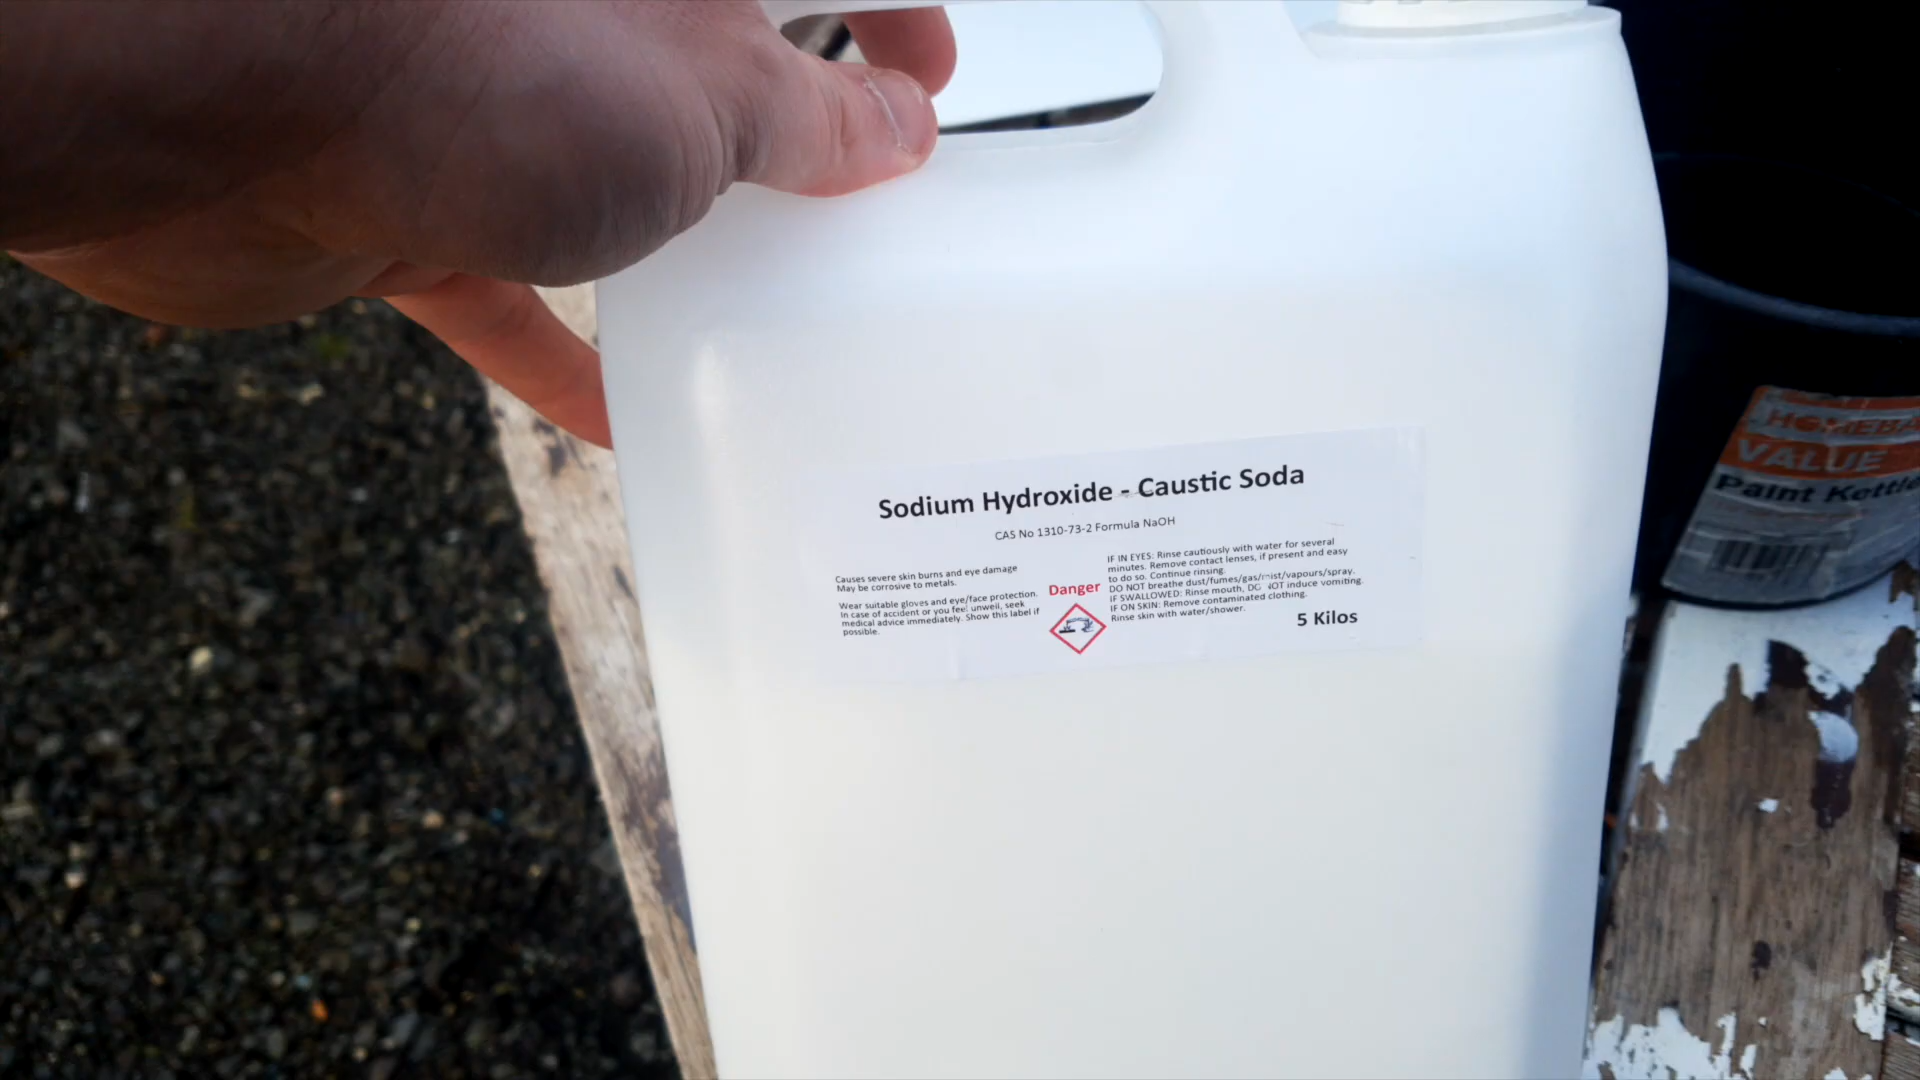 Sodium Hydroxide - Caustic Soda
CAS No 1310-73-2 Formula NaOH
Causes severe skin burns and eye damage
May be corrosive to metals.
Wear suitable gloves and eye/face protection.
In case of accident or you feel unwell, seek
medical advice immediately. Show this label if
possible.
Danger
IF IN EYES: Rinse cautiously with water for several
minutes. Remove contact lenses, if present and easy
to do so. Continue rinsing.
DO NOT breathe dust/fumes/gas/mist/vapours/spray.
IF SWALLOWED: Rinse mouth, DO NOT induce vomiting.
IF ON SKIN: Remove contaminated clothing.
Rinse skin with water/shower.
5 Kilos
HOMEBA
VALUE
Paint Kettle